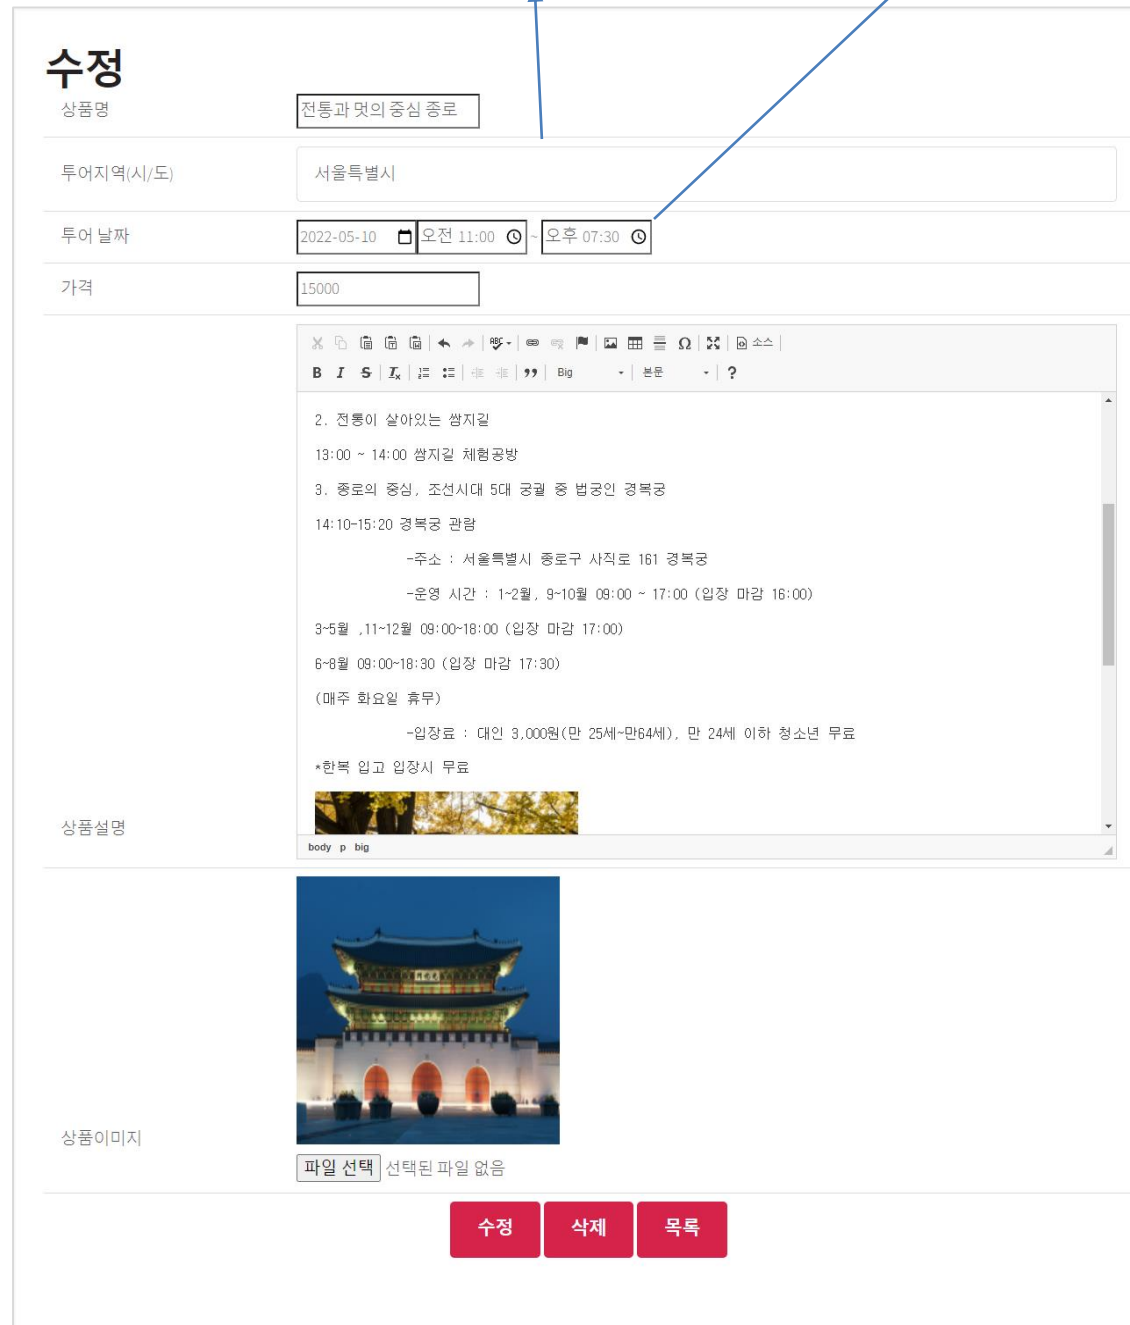 수정
상품명 전통과 멋의 중심 종로
투어지역(시/도) 서울특별시
투어 날짜 2022-05-10 오전 11:00 ~ 오후 07:30
가격 15000
ABC Ω 소스
B I S Ix Big 본문 ?
2. 전통이 살아있는 쌈지길
13:00 ~ 14:00 쌈지길 체험공방
3. 종로의 중심, 조선시대 5대 궁궐 중 법궁인 경복궁
14:10-15:20 경복궁 관람
-주소 : 서울특별시 종로구 사직로 161 경복궁
-운영 시간 : 1~2월, 9~10월 09:00 ~ 17:00 (입장 마감 16:00)
3~5월 ,11~12월 09:00~18:00 (입장 마감 17:00)
6~8월 09:00~18:30 (입장 마감 17:30)
(매주 화요일 휴무)
-입장료 : 대인 3,000원(만 25세~만64세), 만 24세 이하 청소년 무료
*한복 입고 입장시 무료
상품설명
body p big
상품이미지
파일 선택 선택된 파일 없음
수정 삭제 목록